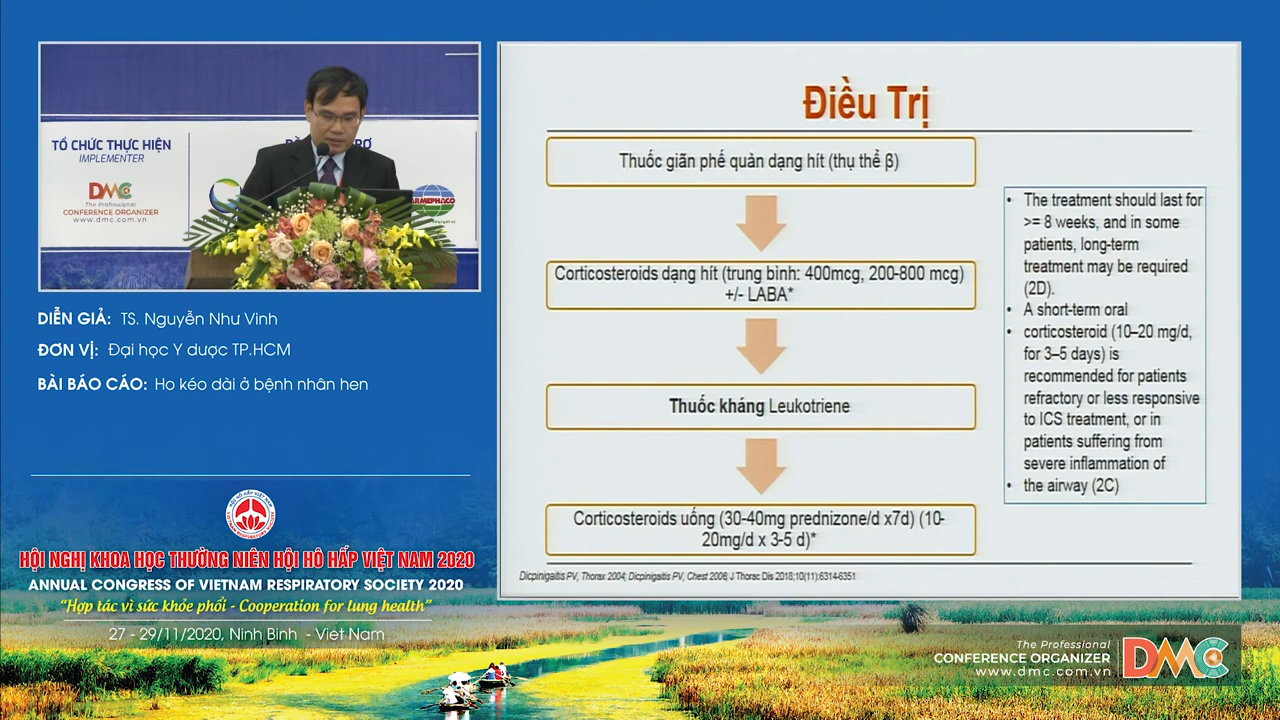 TỔ CHỨC THỰC HIỆN
IMPLEMENTER
DMC
The Professional
CONFERENCE ORGANIZER
www.dmc.com.vn
DIỄN GIẢ: TS. Nguyễn Như Vinh
ĐƠN VỊ: Đại học Y dược TP.HCM
BÀI BÁO CÁO: Ho kéo dài ở bệnh nhân hen
HỘI NGHỊ KHOA HỌC THƯỜNG NIÊN HỘI HÔ HẤP VIỆT NAM 2020
ANNUAL CONGRESS OF VIETNAM RESPIRATORY SOCIETY 2020
“Hợp tác vì sức khỏe phổi - Cooperation for lung health”
27 - 29/11/2020, Ninh Bình - Việt Nam
Điều Trị
Thuốc giãn phế quản dạng hít (thụ thể β)
Corticosteroids dạng hít (trung bình: 400mcg, 200-800 mcg)
+/- LABA*
Thuốc kháng Leukotriene
Corticosteroids uống (30-40mg prednizone/d x7d) (10-
20mg/d x 3-5 d)*
• The treatment should last for
>= 8 weeks, and in some
patients, long-term
treatment may be required
(2D).
• A short-term oral
• corticosteroid (10–20 mg/d,
for 3–5 days) is
recommended for patients
refractory or less responsive
to ICS treatment, or in
patients suffering from
severe inflammation of
• the airway (2C)
Dicpinigaitis PV, Thorax 2004; Dicpinigaitis PV, Chest 2006; J Thorac Dis 2018;10(11):6314-6351
The Professional
CONFERENCE ORGANIZER
www.dmc.com.vn
DMC